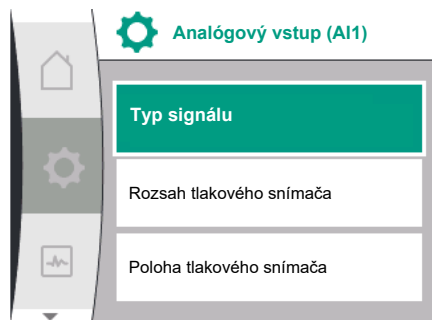 Analógový vstup (AI1)
Typ signálu
Rozsah tlakového snímača
Poloha tlakového snímača